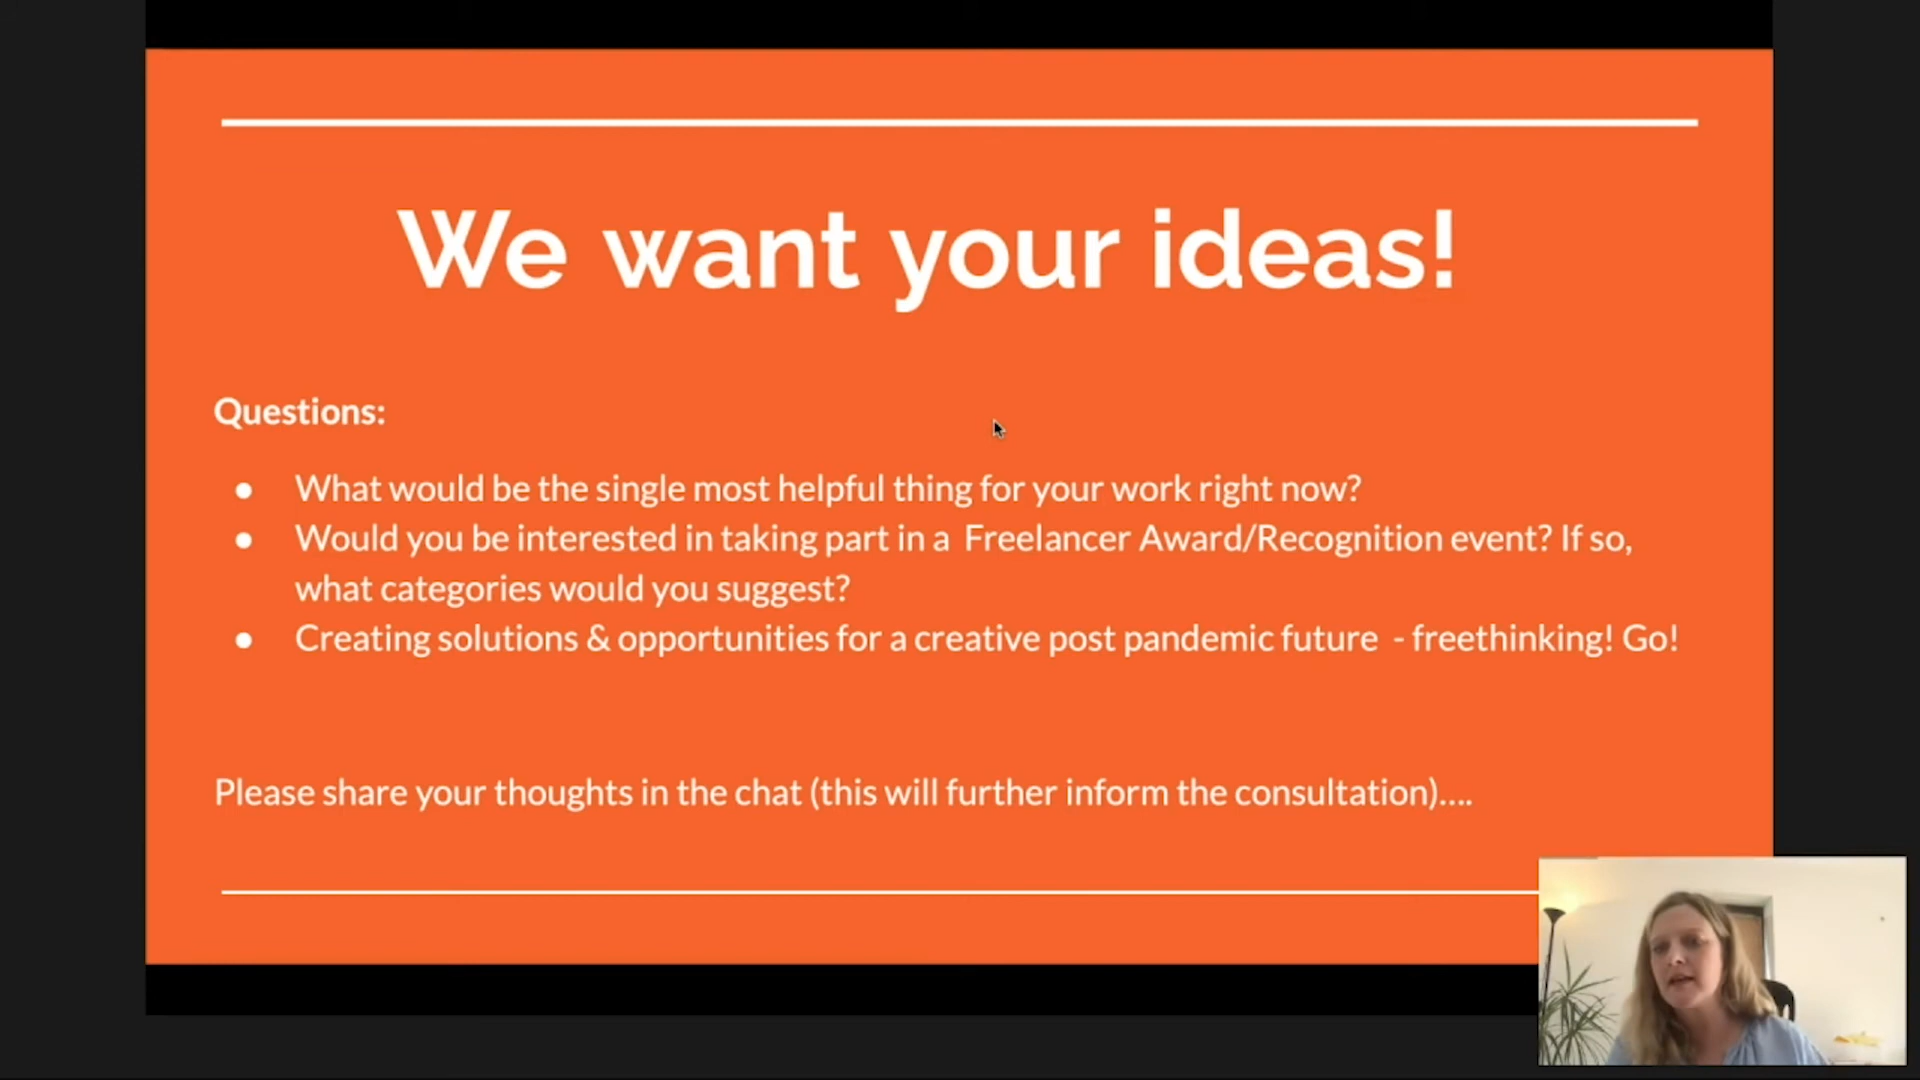 We want your ideas!
Questions:
● What would be the single most helpful thing for your work right now?
● Would you be interested in taking part in a  Freelancer Award/Recognition event? If so,
what categories would you suggest?
● Creating solutions & opportunities for a creative post pandemic future  - freethinking! Go!
Please share your thoughts in the chat (this will further inform the consultation)....